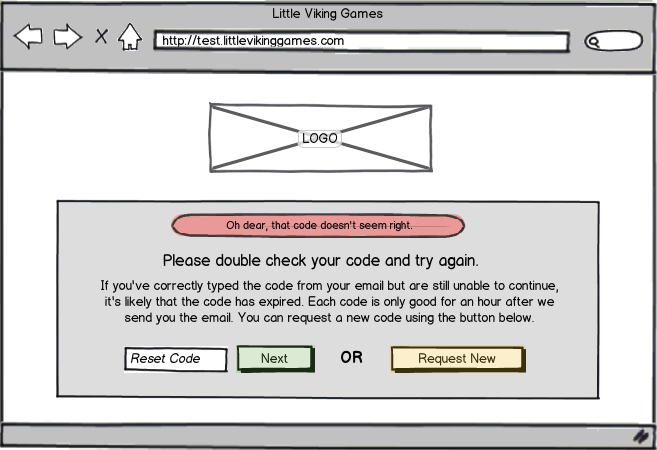 Little Viking Games
http://test.littlevikinggames.com
LOGO
Oh dear, that code doesn't seem right.
Please double check your code and try again.
If you've correctly typed the code from your email but are still unable to continue,
it's likely that the code has expired. Each code is only good for an hour after we
send you the email. You can request a new code using the button below.
Reset Code Next OR Request New